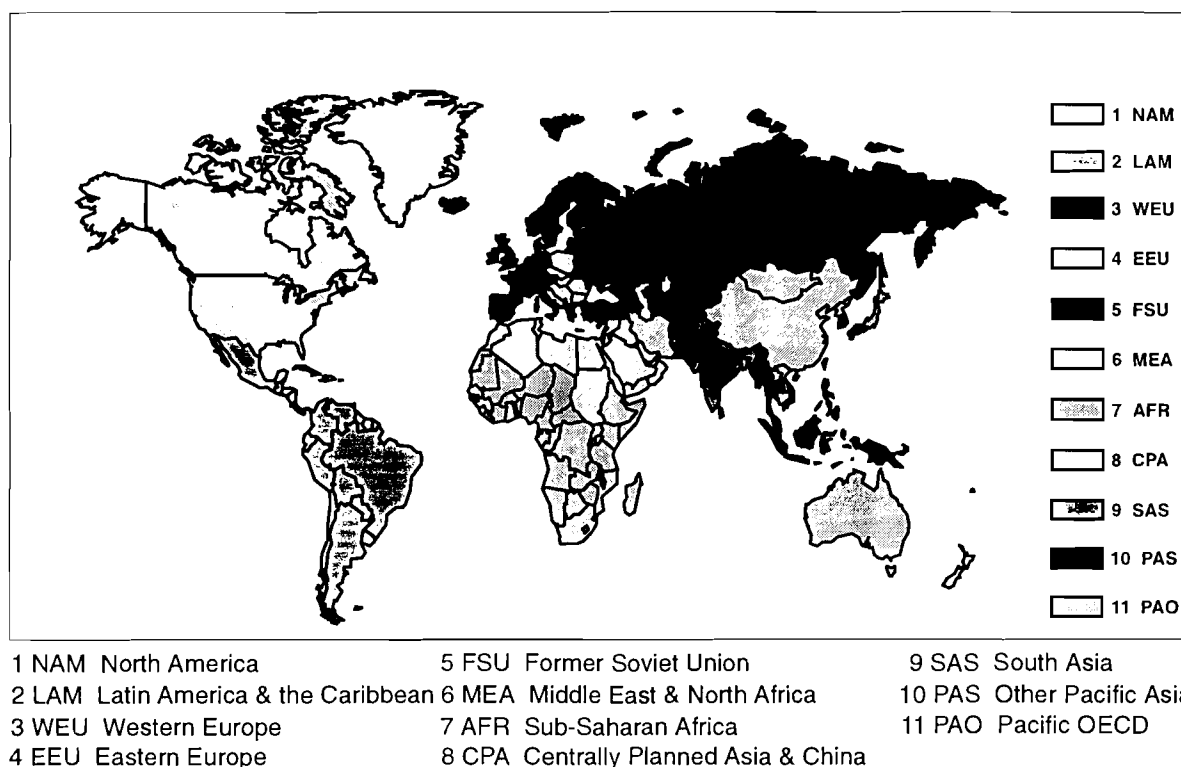 1 NAM
2 LAM
3 WEU
4 EEU
5 FSU
6 MEA
7 AFR
8 CPA
9 SAS
10 PAS
11 PAO
1 NAM North America
2 LAM Latin America & the Caribbean
3 WEU Western Europe
4 EEU Eastern Europe
5 FSU Former Soviet Union
6 MEA Middle East & North Africa
7 AFR Sub-Saharan Africa
8 CPA Centrally Planned Asia & China
9 SAS South Asia
10 PAS Other Pacific Asia
11 PAO Pacific OECD